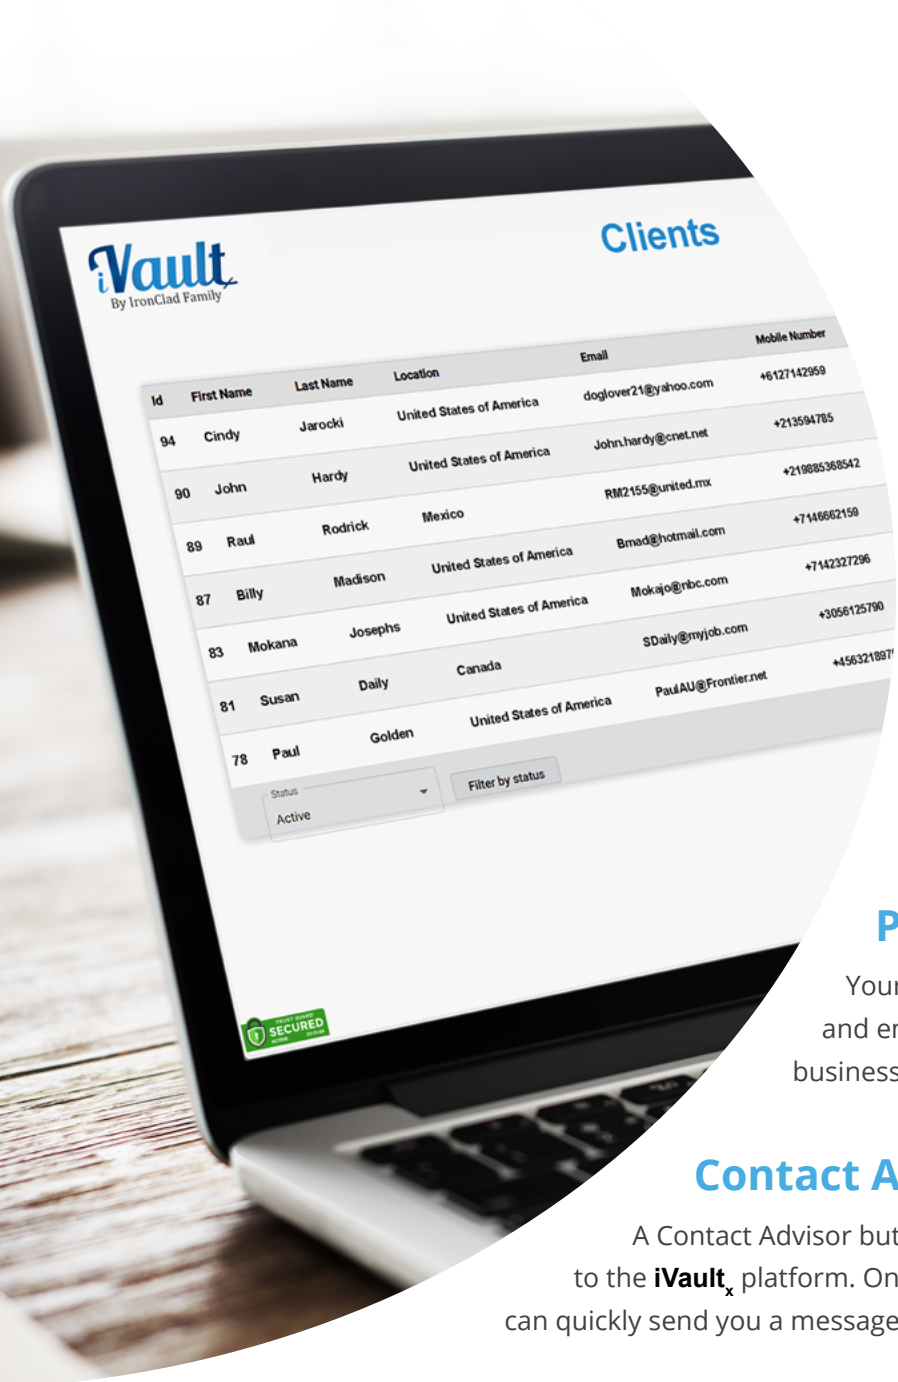 iVault
By IronClad Family
Clients
Id First Name Last Name Location Email Mobile Number
94 Cindy Jarocki United States of America doglover21@yahoo.com +6127142959
90 John Hardy United States of America John.hardy@cnet.net +213594785
89 Raul Rodrick Mexico RM2155@united.mx +219885368542
87 Billy Madison United States of America Bmad@hotmail.com +7146662159
83 Mokana Josephs United States of America Mokajo@nbc.com +7142327296
81 Susan Daily Canada SDaily@myjob.com +3056125790
78 Paul Golden United States of America PaulAU@Frontier.net
Status
Active
Filter by status
TRUST GUARD
SECURED
ACTIVE
P
Your
and en
business
Contact A
A Contact Advisor but
to the iVaultx platform. On
can quickly send you a message